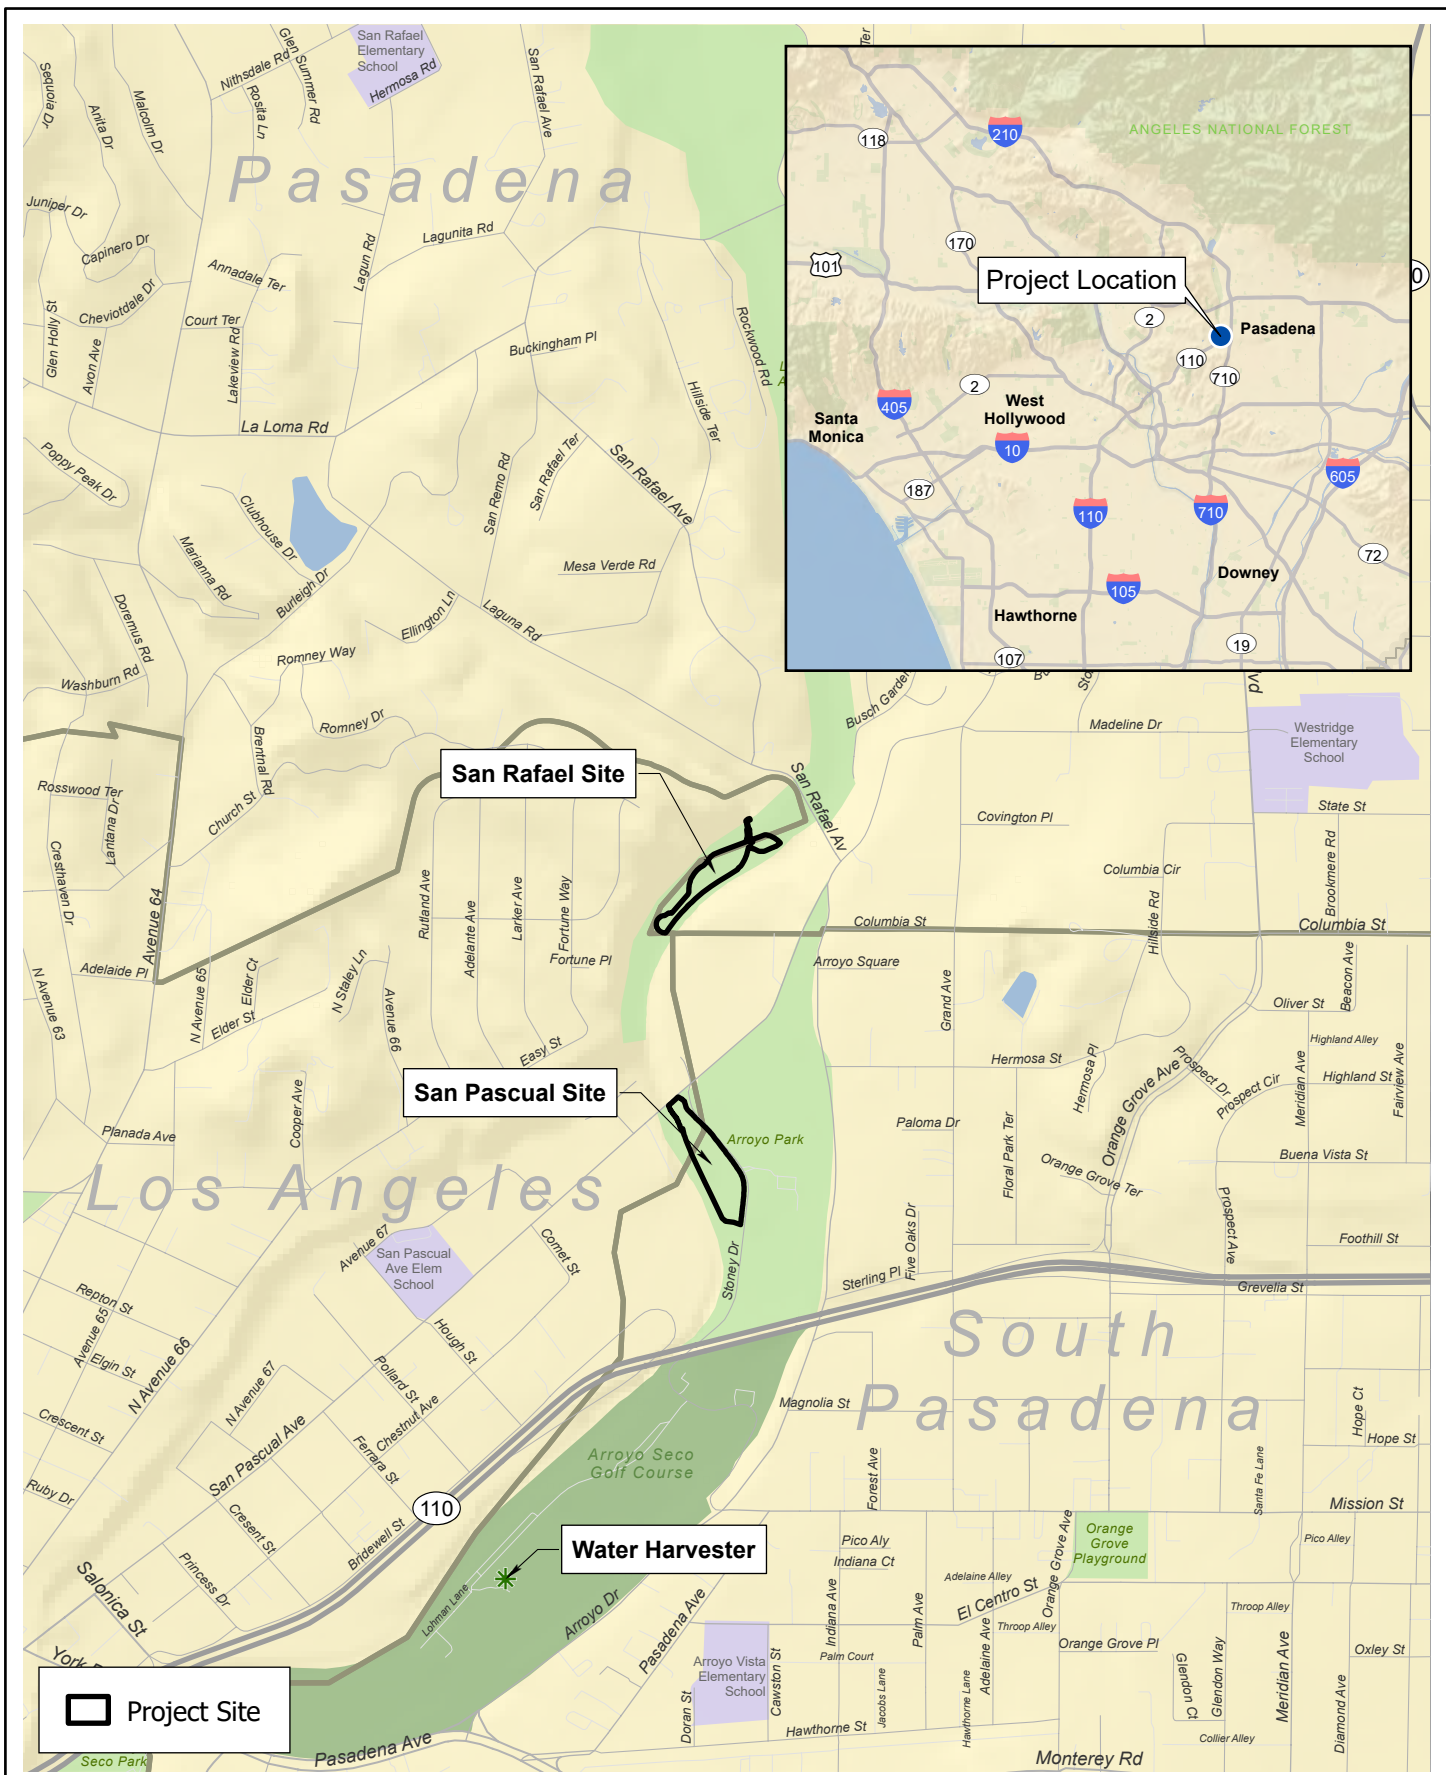 San Rafael
Elementary
School
Hermosa Rd
Nithsdale Rd
Glen Summer Rd
Rosita Ln
San Rafael Ave
Sequoia Dr
Anita Dr
Malcolm Dr
Pasadena
Juniper Dr
Capinero Dr
Cheviotdale Dr
Annadale Ter
Lagun Rd
Lagunita Rd
Glen Holly St
Avon Ave
Court Ter
Lakeview Rd
Buckingham Pl
Rockwood Rd
Hillside Ter
La Loma Rd
Poppy Peak Dr
Clubhouse Dr
San Remo Rd
San Rafael Ter
San Rafael Ave
Marianna Rd
Burleigh Dr
Mesa Verde Rd
Doremus Rd
Ellington Ln
Laguna Rd
Romney Way
Washburn Rd
Romney Dr
Brentnal Rd
Ter
ANGELES NATIONAL FOREST
210
118
170
101
Project Location
2
Pasadena
110
710
2
405
West
Hollywood
Santa
Monica
10
605
187
110
710
72
Downey
105
Hawthorne
19
107
0
Busch Garden
Sto
vd
Madeline Dr
Westridge
Elementary
School
State St
San Rafael Site
San Rafael Av
Rosswood Ter
Lantana Dr
Church St
Covington Pl
Brookmere Rd
Cresthaven Dr
Avenue 64
Rutland Ave
Adelante Ave
Larker Ave
Fortune Way
Columbia Cir
Hillside Rd
Columbia St
Columbia St
Adelaide Pl
N Avenue 63
N Avenue 65
Elder Ct
Elder St
N Staley Ln
Avenue 66
Fortune Pl
Arroyo Square
Grand Ave
Beacon Ave
Oliver St
Easy St
Hermosa St
Hermosa Pl
Orange Grove Ave
Prospect Dr
Prospect Cir
Highland Alley
Highland St
Meridian Ave
Fairview Ave
San Pascual Site
Cooper Ave
Planada Ave
Arroyo Park
Paloma Dr
Floral Park Ter
Orange Grove Ter
Buena Vista St
Los Angeles
Prospect Ave
Five Oaks Dr
Avenue 67
San Pascual
Ave Elem
School
Comet St
Stoney Dr
Sterling Pl
Foothill St
Grevelia St
Repton St
Avenue 65
Elgin St
N Avenue 66
Hough St
Pollard St
Chestnut Ave
N Avenue 67
South
Pasadena
Magnolia St
Crescent St
San Pascual Ave
Ferrara St
Arroyo Seco
Golf Course
Forest Ave
Hope Ct
Hope St
Santa Fe Lane
Ruby Dr
Cresent St
Bridewell St
110
Mission St
Water Harvester
Pico Aly
Indiana Ct
Orange Grove Ave
Orange
Grove
Playground
Pico Alley
Salonica St
Princess Dr
Lohman Lane
Arroyo Dr
Pasadena Ave
Adelaine Alley
El Centro St
Indiana Ave
Palm Ave
Throop Alley
Throop Alley
York
Arroyo Vista
Elementary
School
Cawston St
Palm Court
Jacobs Lane
Hawthorne Lane
Adelaine Ave
Orange Grove Pl
Glendon Ct
Glendon Way
Meridian Ave
Oxley St
Diamond Ave
Project Site
Doran St
Hawthorne St
Collier Alley
Seco Park
Pasadena Ave
Monterey Rd